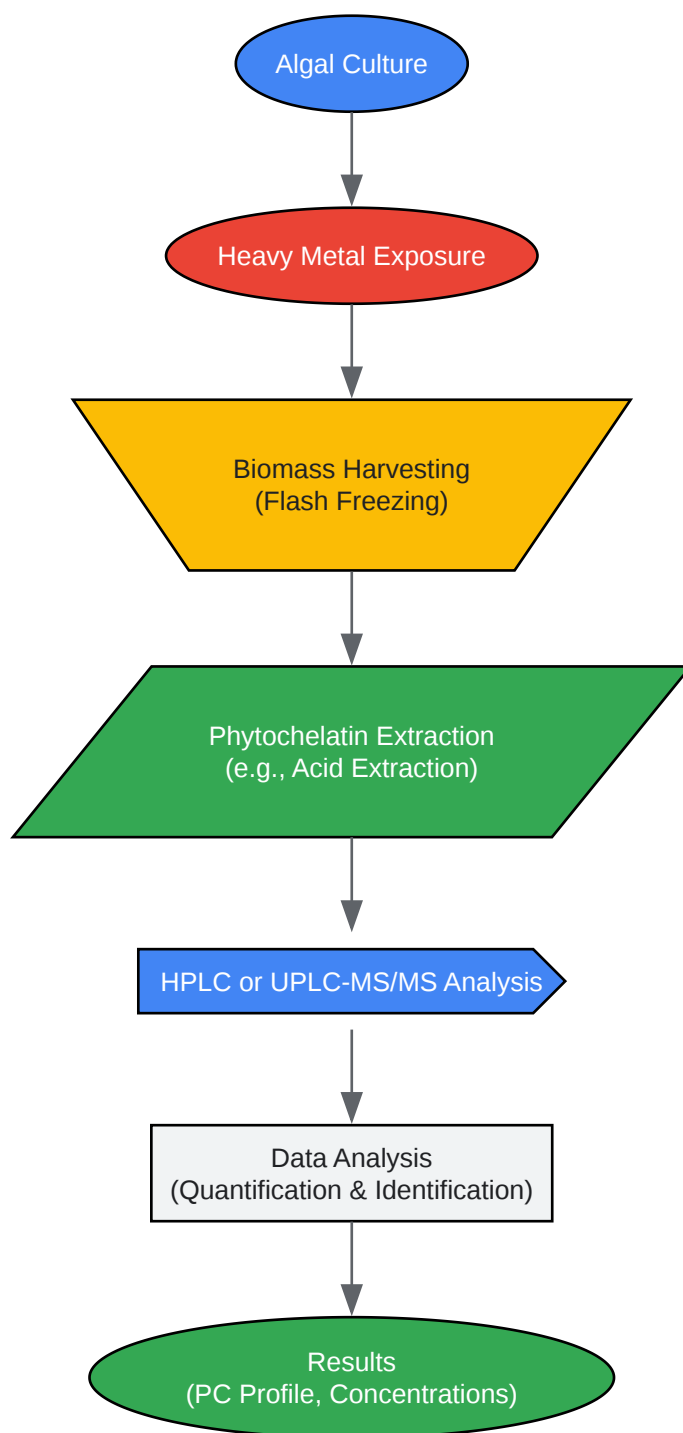 Algal Culture
Heavy Metal Exposure
Biomass Harvesting
(Flash Freezing)
Phytochelatin Extraction
(e.g., Acid Extraction)
HPLC or UPLC-MS/MS Analysis
Data Analysis
(Quantification & Identification)
Results
(PC Profile, Concentrations)